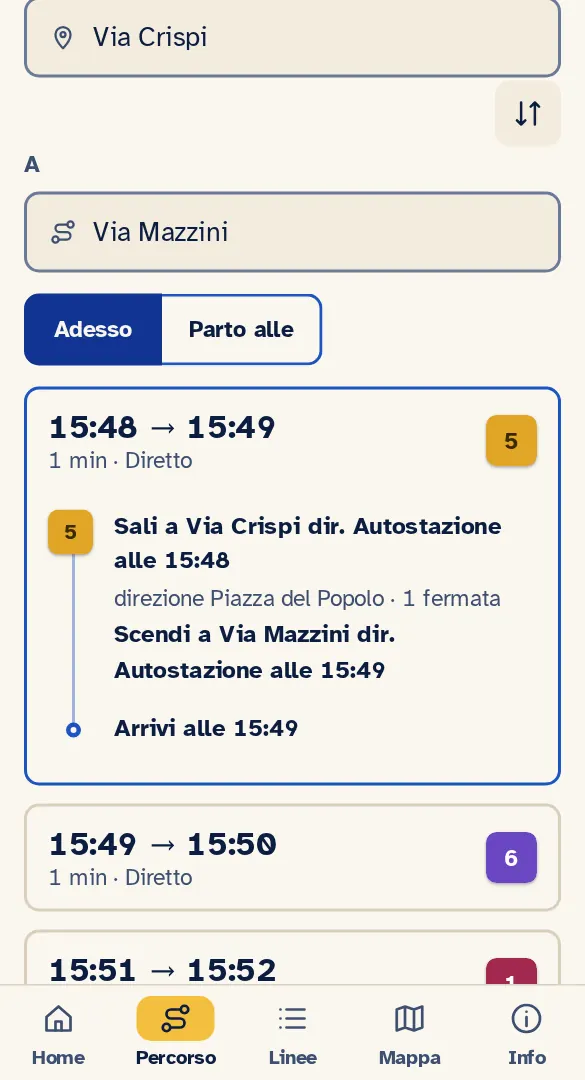 Via Crispi
A
Via Mazzini
Adesso
Parto alle
15:48 → 15:49
1 min · Diretto
5
5
Sali a Via Crispi dir. Autostazione
alle 15:48
direzione Piazza del Popolo · 1 fermata
Scendi a Via Mazzini dir.
Autostazione alle 15:49
Arrivi alle 15:49
15:49 → 15:50
1 min · Diretto
6
15:51 → 15:52
1
Home
Percorso
Linee
Mappa
Info